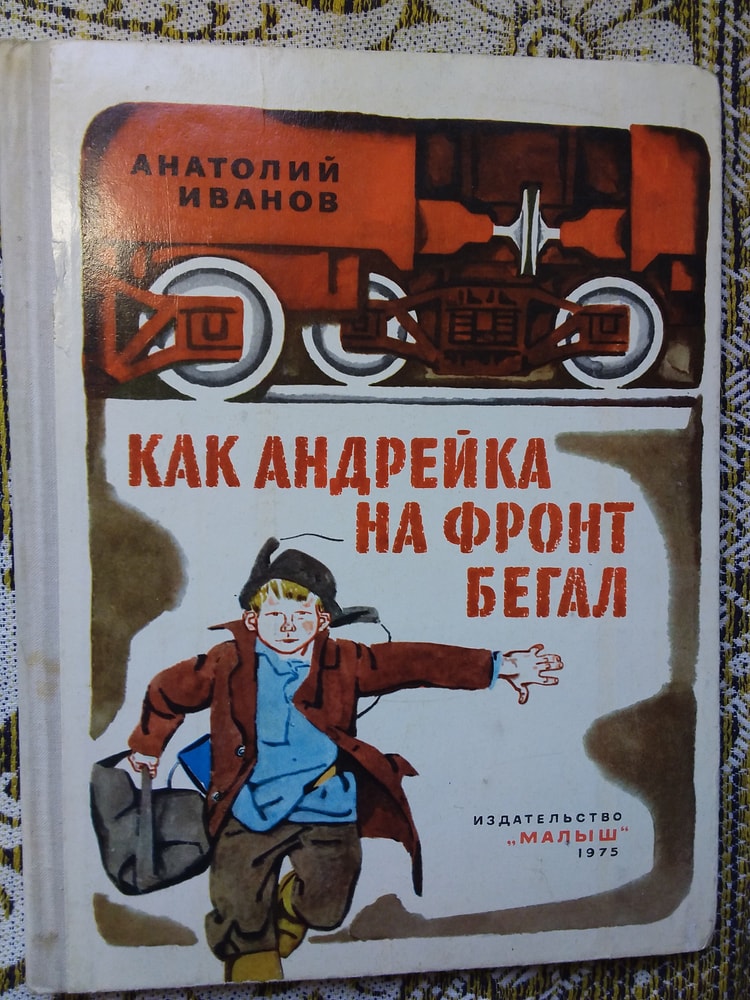 АНАТОЛИЙ
ИВАНОВ
КАК АНДРЕЙКА
НА ФРОНТ
БЕГАЛ
ИЗДАТЕЛЬСТВО
„МАЛЫШ“
1975